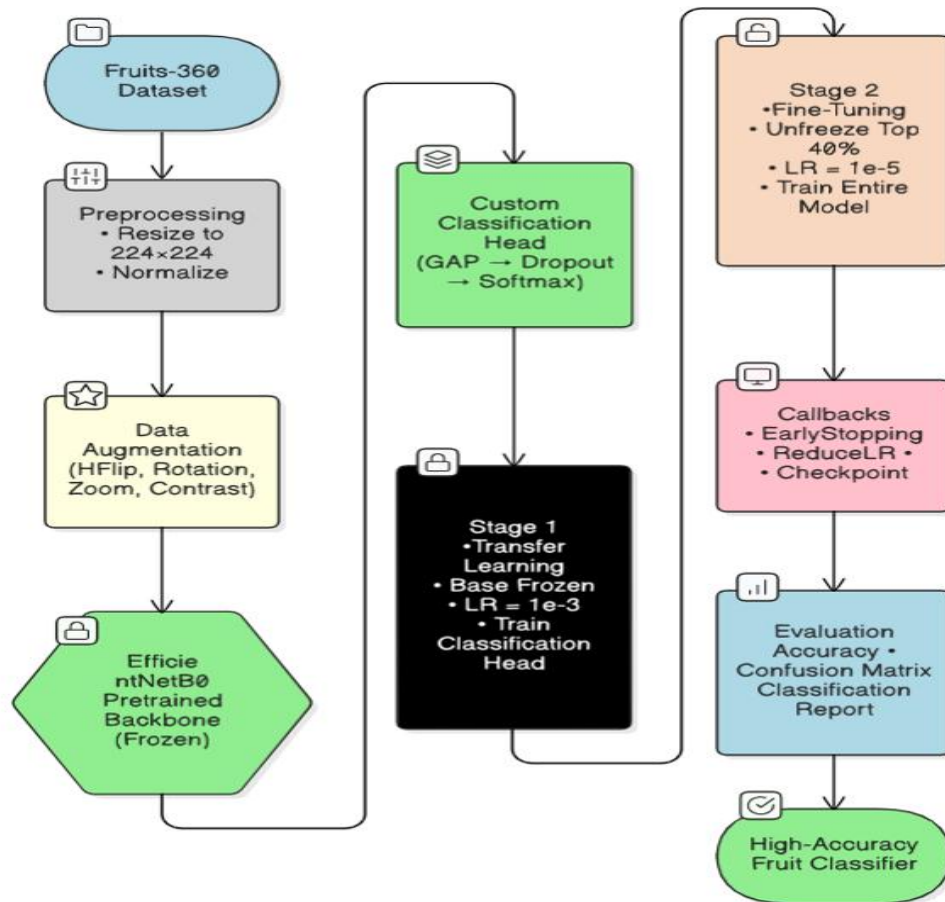 Fruits-360
Dataset
Preprocessing
• Resize to
224×224
• Normalize
Data
Augmentation
(HFlip, Rotation,
Zoom, Contrast)
Efficie
ntNetB0
Pretrained
Backbone
(Frozen)
Custom
Classification
Head
(GAP → Dropout
→ Softmax)
Stage 1
•Transfer
Learning
• Base Frozen
• LR = 1e-3
• Train
Classification
Head
Stage 2
•Fine-Tuning
• Unfreeze Top
40%
• LR = 1e-5
• Train Entire
Model
Callbacks
• EarlyStopping
• ReduceLR •
• Checkpoint
Evaluation
Accuracy •
Confusion Matrix
Classification
Report
High-Accuracy
Fruit Classifier